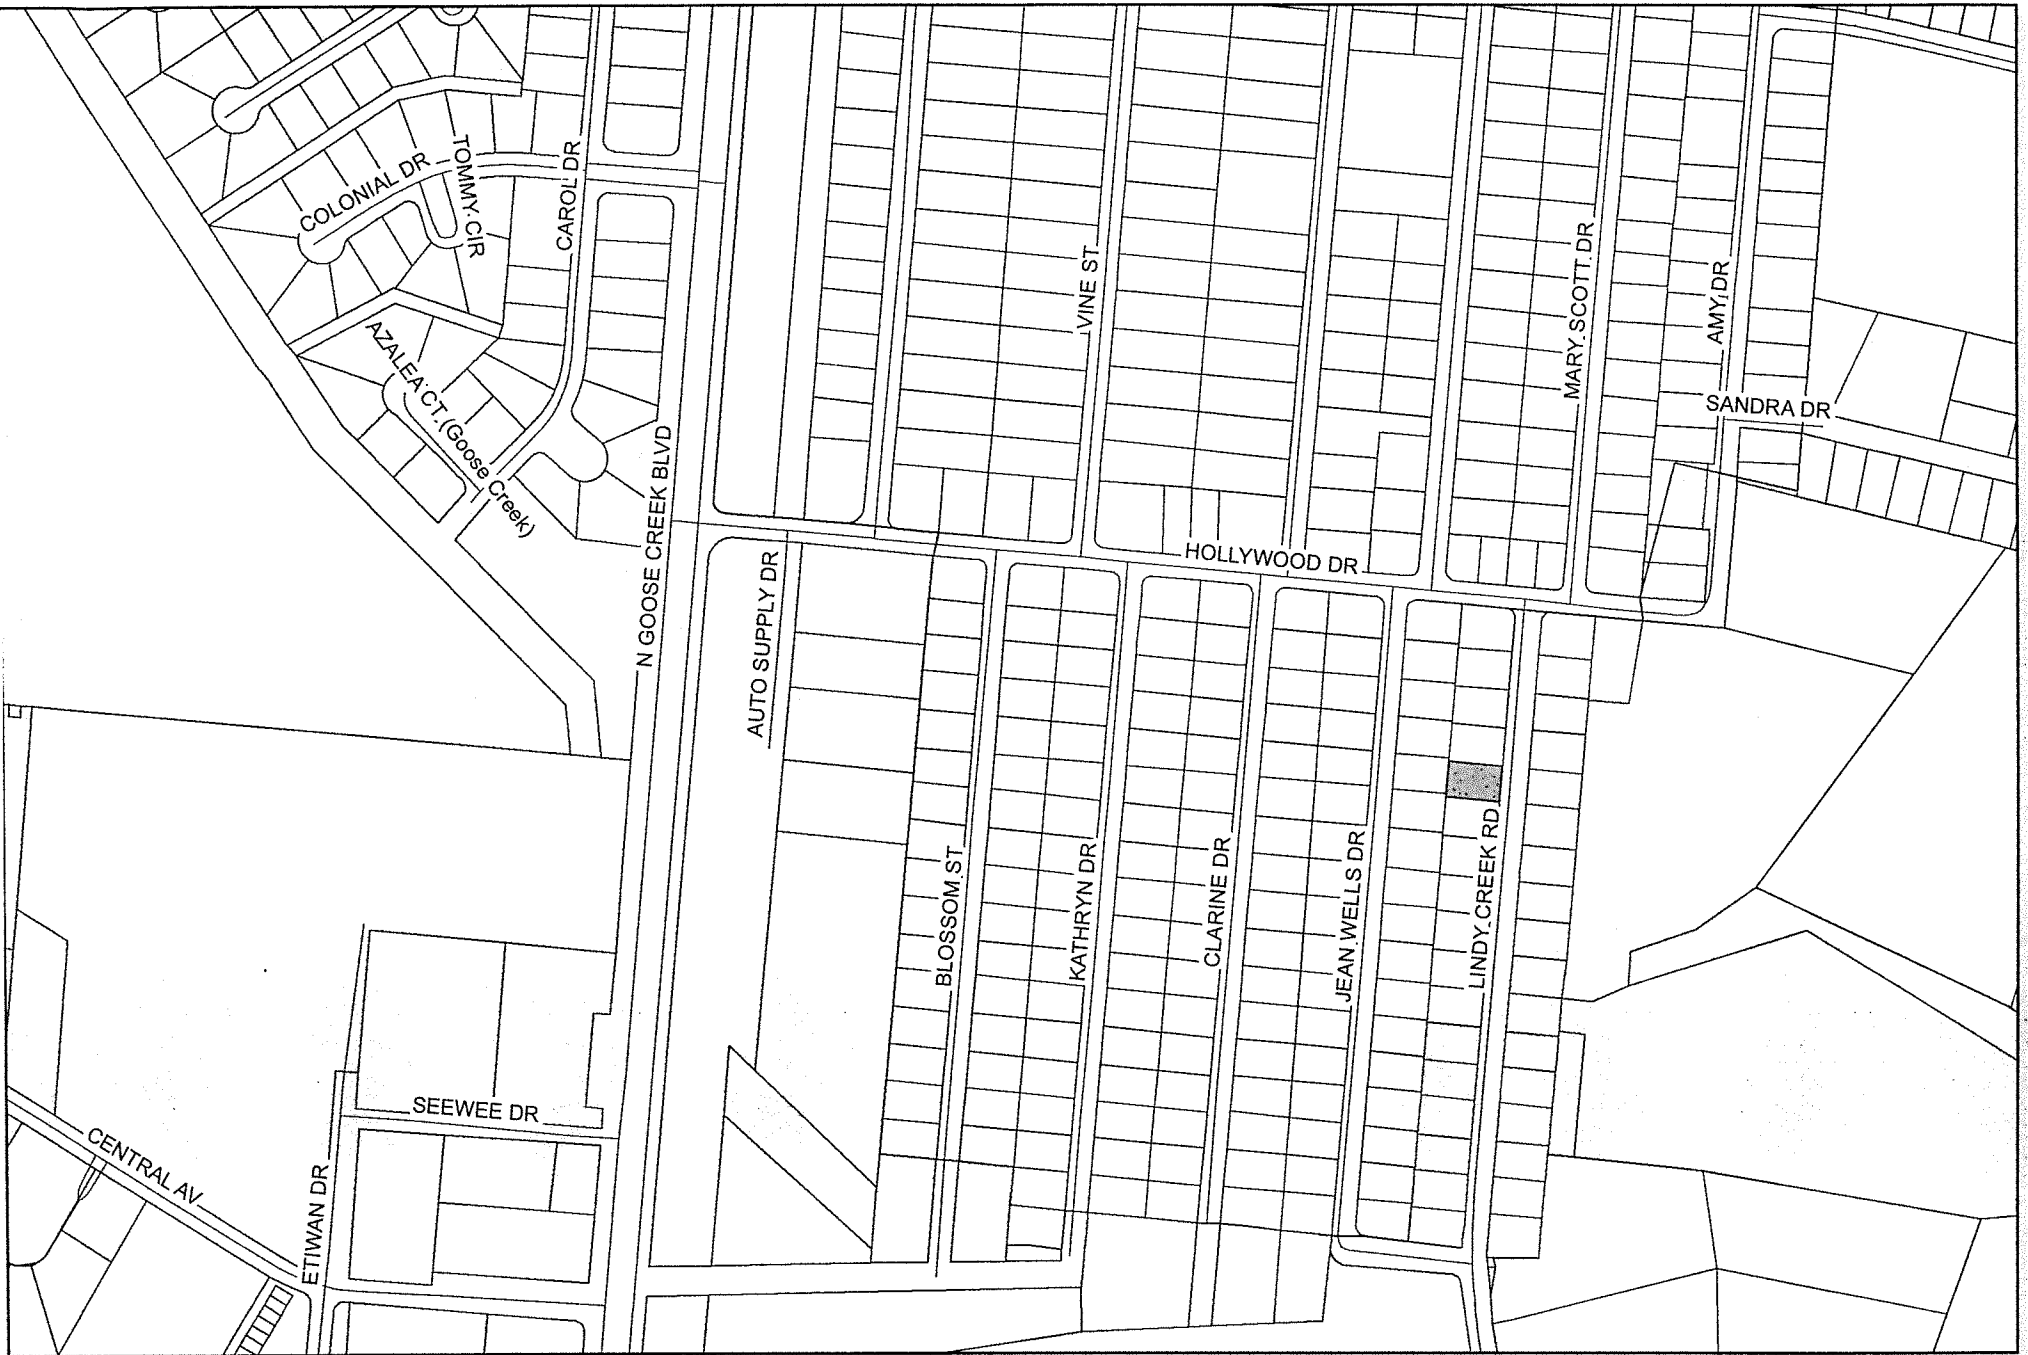 COLONIAL DR
TOMMY CIR
CAROL DR
AZALEA CT (Goose Creek)
N GOOSE CREEK BLVD
VINE ST
MARY SCOTT DR
AMY DR
SANDRA DR
HOLLYWOOD DR
AUTO SUPPLY DR
BLOSSOM ST
KATHRYN DR
CLARINE DR
JEAN WELLS DR
LINDY CREEK RD
SEEWEE DR
CENTRAL AV
ETIWAN DR